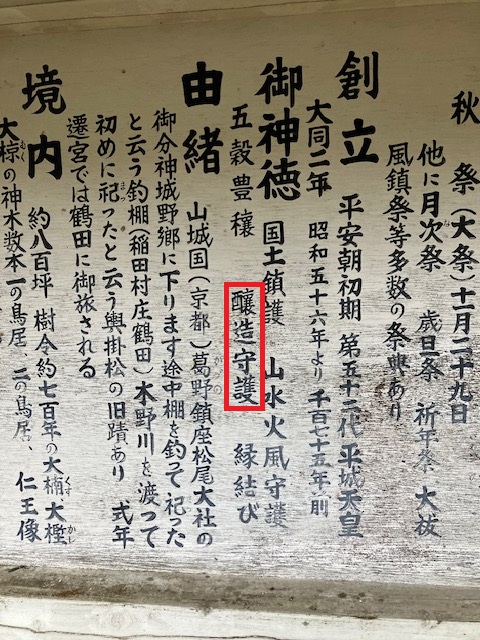 秋祭(大祭)十一月二十九日
他に月次祭 歳旦祭 祈年祭 大祓
風鎮祭等多数の祭典あり
創立 平安朝初期 第五十二代 平城天皇
大同二年 昭和五十六年より千百七十五年前
御神徳 国土鎮護 山水火風守護
五穀豊穣 醸造守護 縁結び
由緒 山城国(京都)葛野鎮座松尾大社の
御分神城野郷に下ります途中棚を釣って祀った
と云う釣棚(稲田村庄鶴田)本野川を渡って
初めに祀ったと云う輿掛松の旧蹟あり 式年
遷宮では鶴田に御旅される
境内 約八百坪 樹令約七百年の大楠大樫
大椋の神木数本一の鳥居、二の鳥居、仁王像